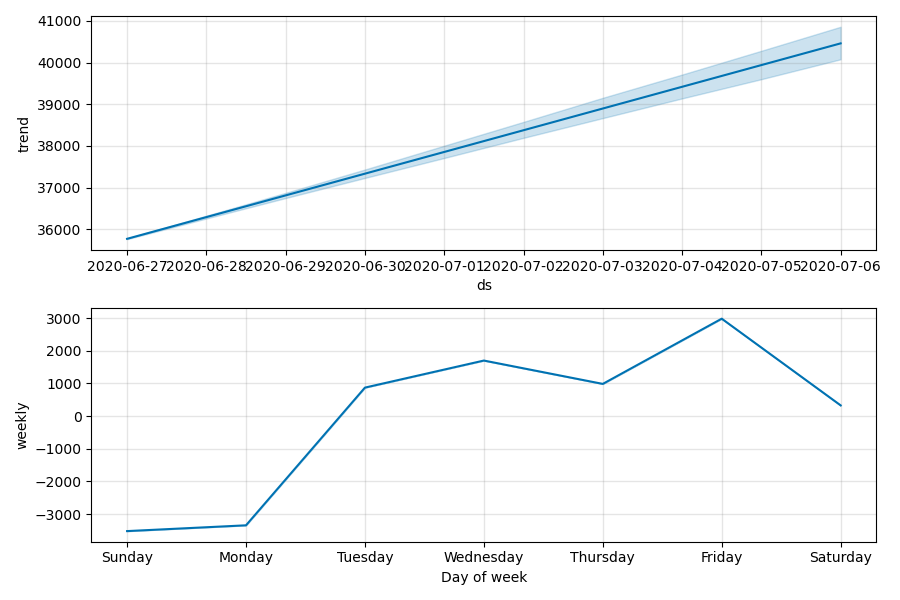 41000
40000
39000
38000
37000
36000
trend
2020-06-27 2020-06-28 2020-06-29 2020-06-30 2020-07-01 2020-07-02 2020-07-03 2020-07-04 2020-07-05 2020-07-06
ds
3000
2000
1000
0
−1000
−2000
−3000
weekly
Sunday Monday Tuesday Wednesday Thursday Friday Saturday
Day of week